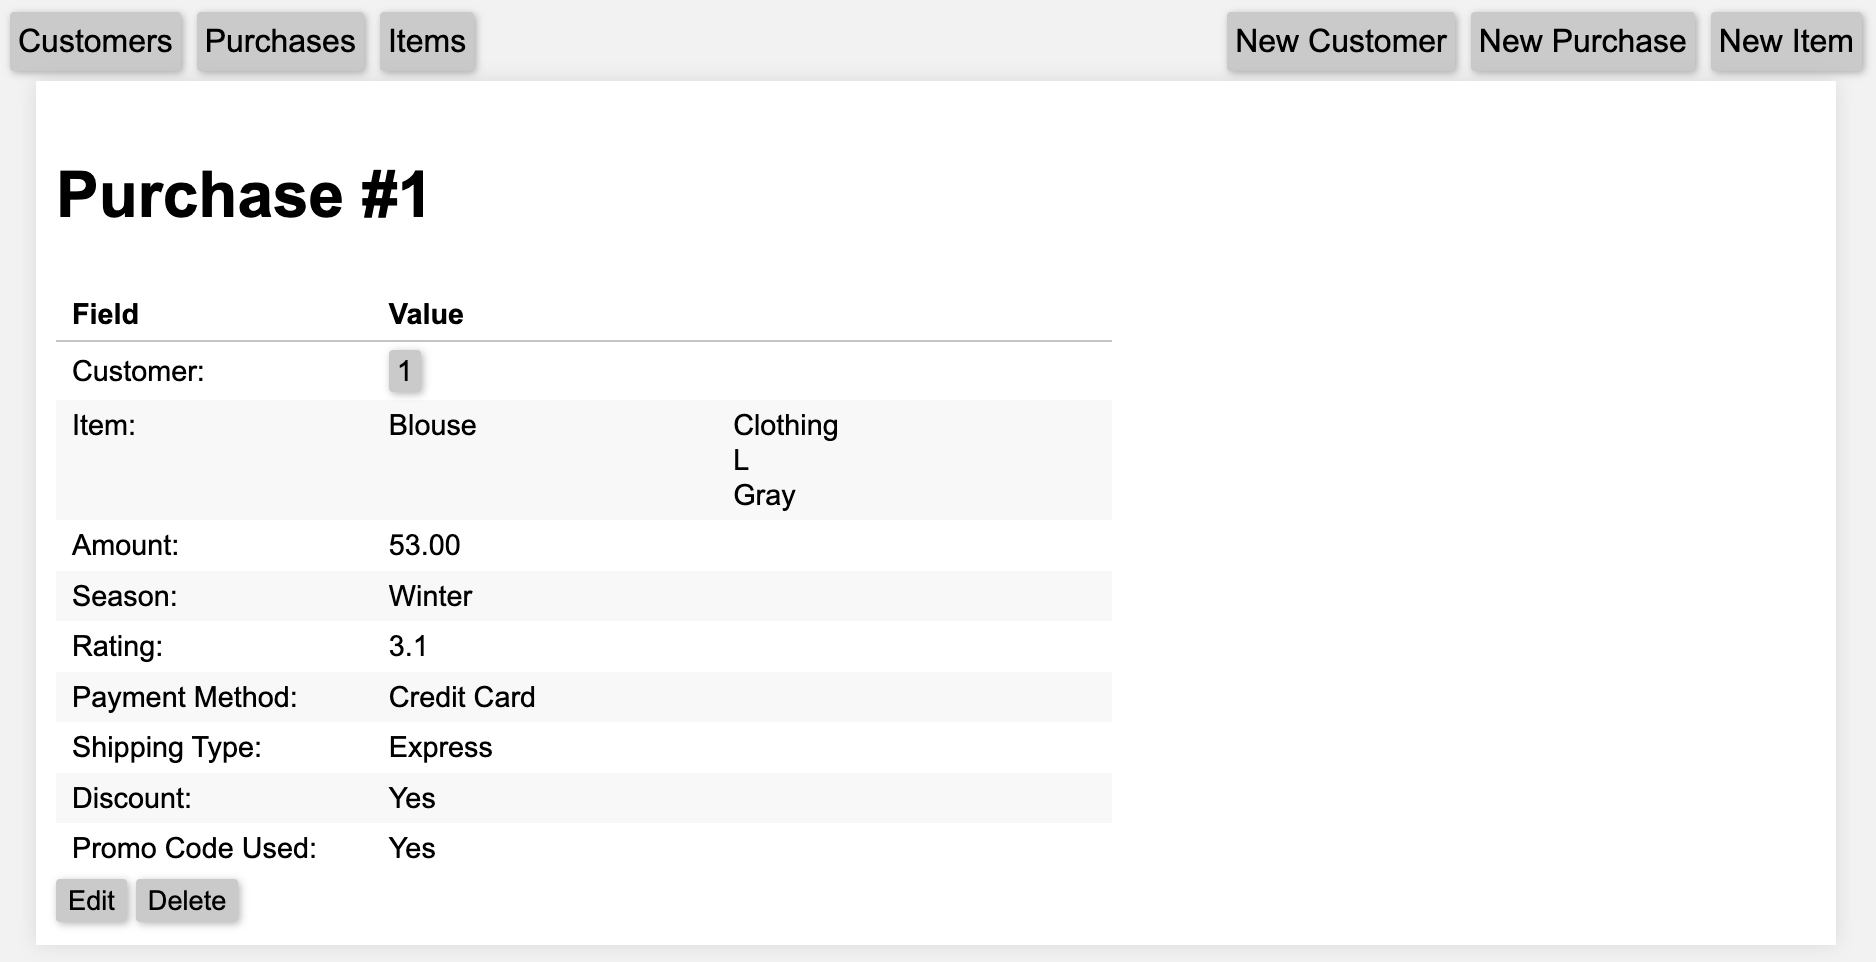 Customers Purchases Items New Customer New Purchase New Item
Purchase #1
Field Value
Customer: 1
Item: Blouse Clothing
L
Gray
Amount: 53.00
Season: Winter
Rating: 3.1
Payment Method: Credit Card
Shipping Type: Express
Discount: Yes
Promo Code Used: Yes
Edit Delete